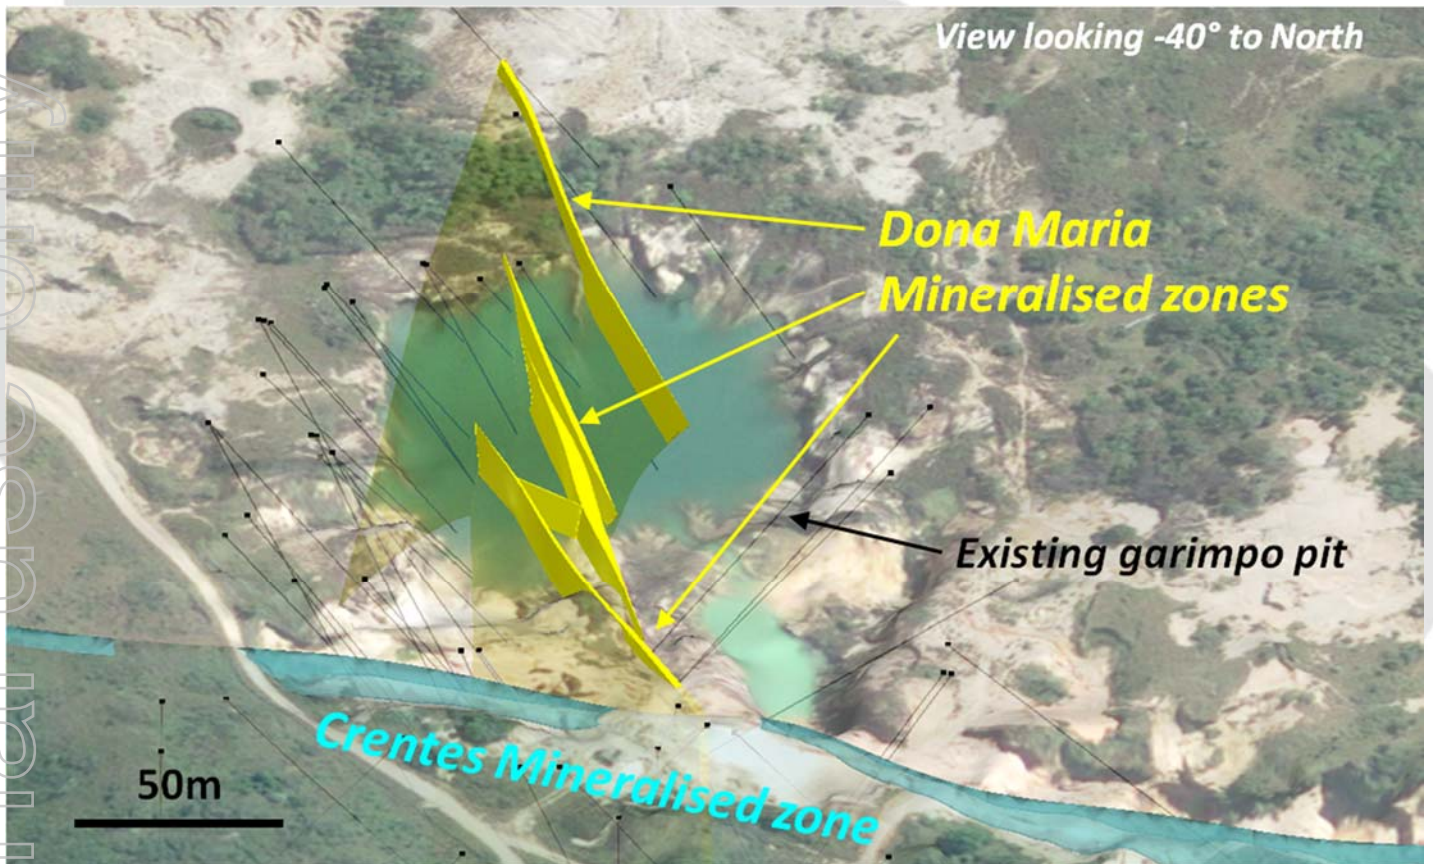 View looking -40° to North
Dona Maria
Mineralised zones
Existing garimpo pit
Crentes Mineralised zone
50m